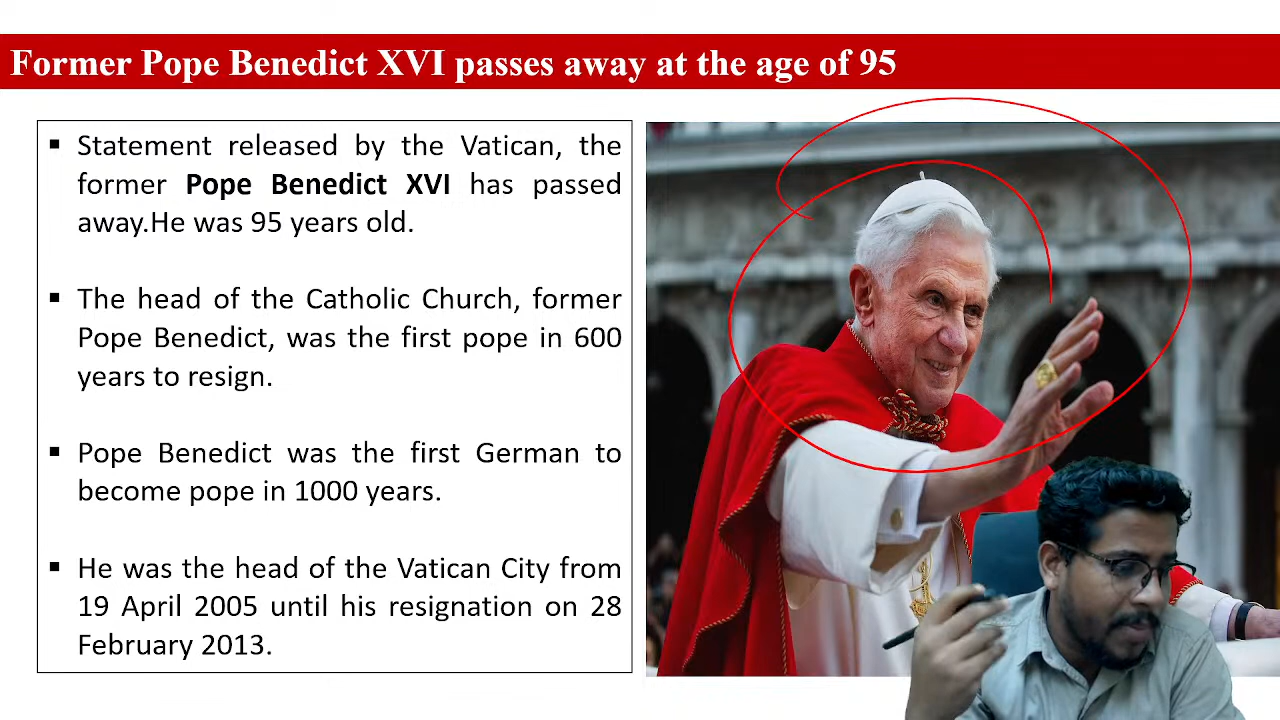 Former Pope Benedict XVI passes away at the age of 95
▪ Statement released by the Vatican, the
former Pope Benedict XVI has passed
away.He was 95 years old.
▪ The head of the Catholic Church, former
Pope Benedict, was the first pope in 600
years to resign.
▪ Pope Benedict was the first German to
become pope in 1000 years.
▪ He was the head of the Vatican City from
19 April 2005 until his resignation on 28
February 2013.